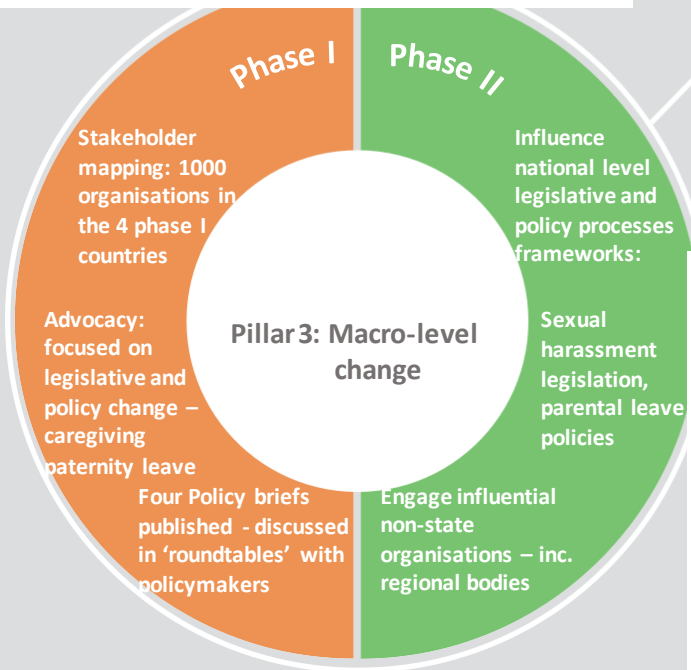 Phase I
Phase II
Stakeholder
mapping: 1000
organisations in
the 4 phase I
countries
Advocacy:
focused on
legislative and
policy change –
caregiving
paternity leave
Four Policy briefs
published - discussed
in ‘roundtables’ with
policymakers
Pillar 3: Macro-level
change
Influence
national level
legislative and
policy processes
frameworks:
Sexual
harassment
legislation,
parental leave
policies
Engage influential
non-state
organisations – inc.
regional bodies